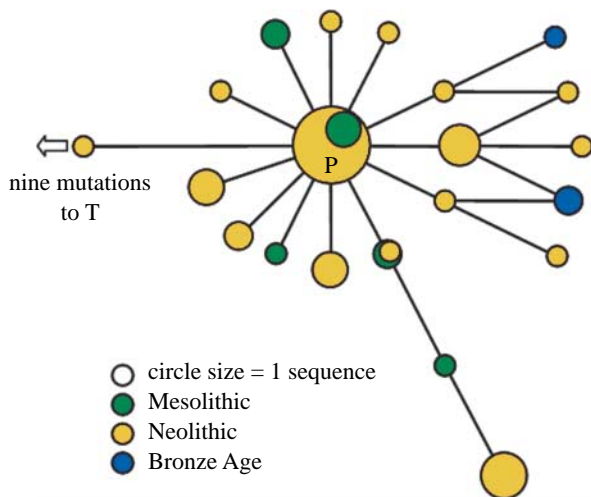 P
nine mutations
to T
circle size = 1 sequence
Mesolithic
Neolithic
Bronze Age